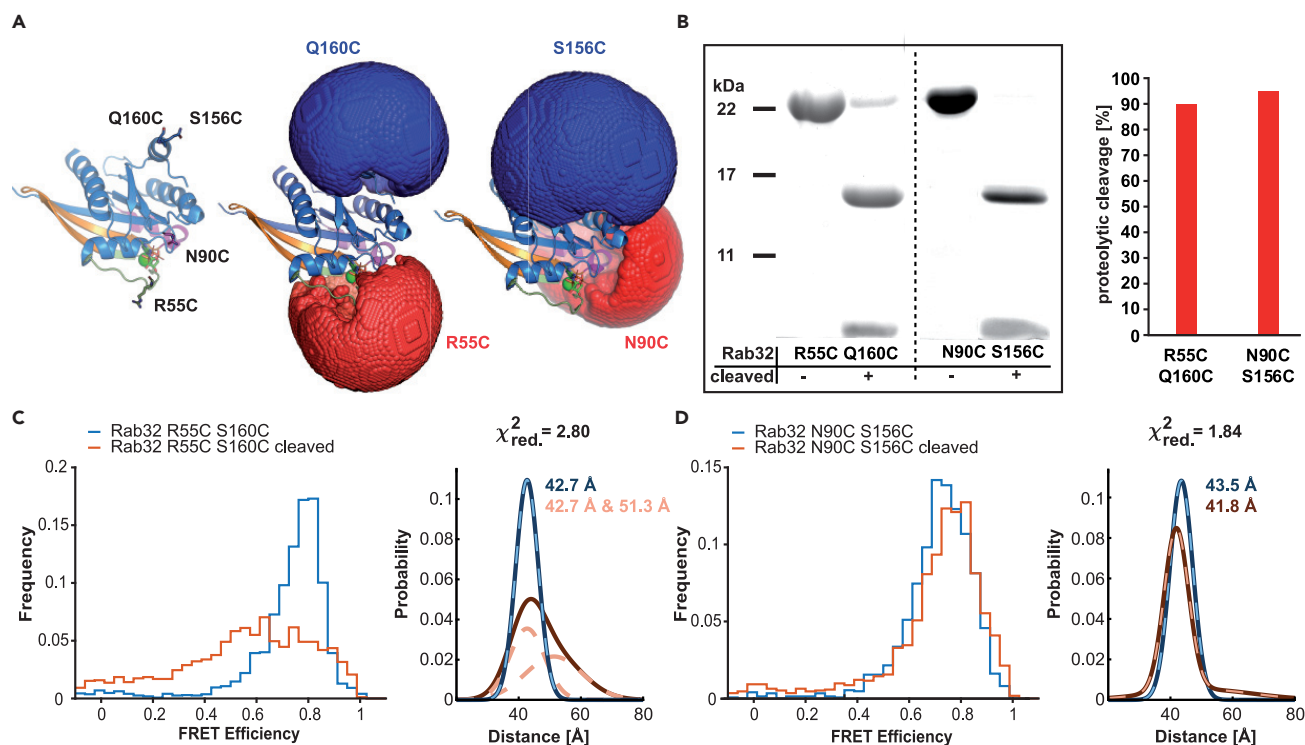 A
Q160C
S156C
Q160C S156C
N90C
R55C
R55C
N90C
B
kDa
22
17
11
Rab32 R55C Q160C N90C S156C
cleaved - + - +
proteolytic cleavage [%]
100
90
80
70
60
50
40
30
20
10
0
R55C N90C
Q160C S156C
C
Rab32 R55C S160C
Rab32 R55C S160C cleaved
χ²red. = 2.80
Frequency
0.2
0.15
0.1
0.05
0
0 0.2 0.4 0.6 0.8 1
FRET Efficiency
42.7 Å
42.7 Å & 51.3 Å
Probability
0.1
0.08
0.06
0.04
0.02
0
40 60 80
Distance [Å]
D
Rab32 N90C S156C
Rab32 N90C S156C cleaved
χ²red. = 1.84
Frequency
0.15
0.1
0.05
0
0 0.2 0.4 0.6 0.8 1
FRET Efficiency
43.5 Å
41.8 Å
Probability
0.1
0.08
0.06
0.04
0.02
0
40 60 80
Distance [Å]